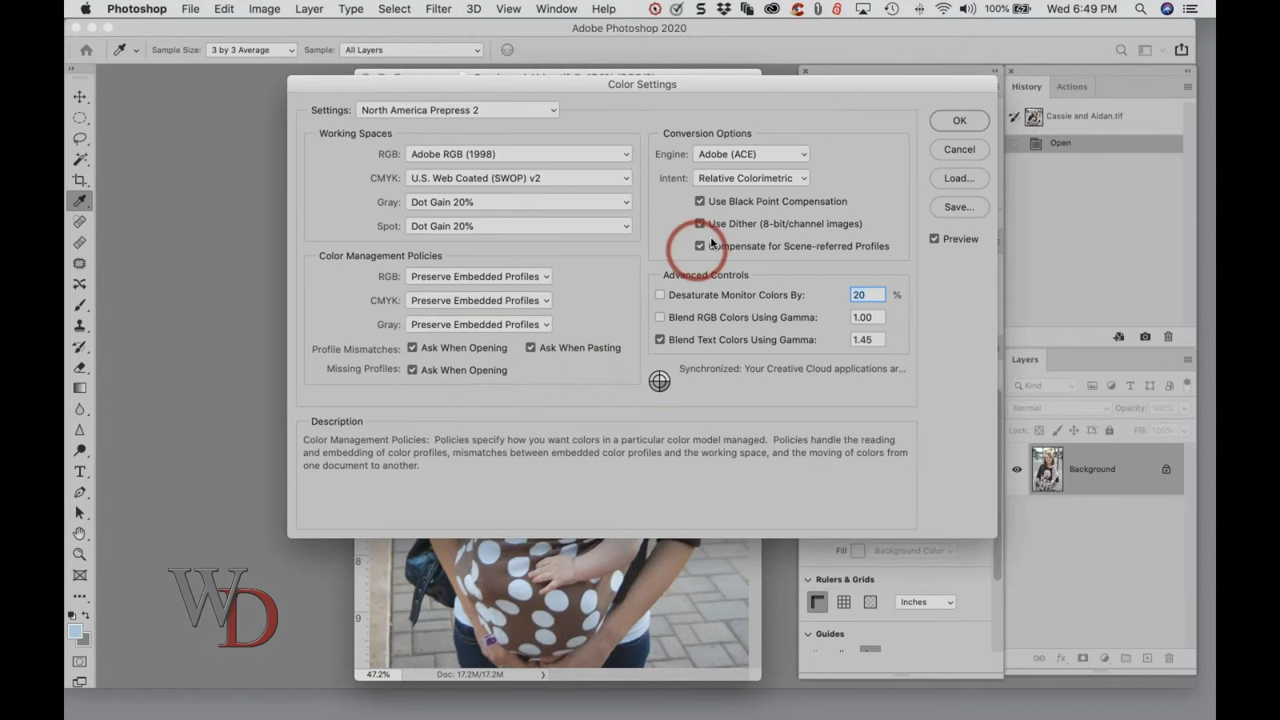 Photoshop File Edit Image Layer Type Select Filter 3D View Window Help 100% Wed 6:49 PM
Adobe Photoshop 2020
Sample Size: 3 by 3 Average Sample: All Layers
Color Settings
Settings: North America Prepress 2
Working Spaces
RGB: Adobe RGB (1998)
CMYK: U.S. Web Coated (SWOP) v2
Gray: Dot Gain 20%
Spot: Dot Gain 20%
Color Management Policies
RGB: Preserve Embedded Profiles
CMYK: Preserve Embedded Profiles
Gray: Preserve Embedded Profiles
Profile Mismatches: Ask When Opening Ask When Pasting
Missing Profiles: Ask When Opening
Conversion Options
Engine: Adobe (ACE)
Intent: Relative Colorimetric
Use Black Point Compensation
Use Dither (8-bit/channel images)
Compensate for Scene-referred Profiles
Advanced Controls
Desaturate Monitor Colors By: 20 %
Blend RGB Colors Using Gamma: 1.00
Blend Text Colors Using Gamma: 1.45
Synchronized: Your Creative Cloud applications ar...
OK
Cancel
Load...
Save...
Preview
Description
Color Management Policies: Policies specify how you want colors in a particular color model managed. Policies handle the reading
and embedding of color profiles, mismatches between embedded color profiles and the working space, and the moving of colors from
one document to another.
History Actions
Cassie and Aidan.tif
Open
Layers
Kind
Normal Opacity: 100%
Lock: Fill: 100%
Background
Fill Background Color
Rulers & Grids
Inches
Guides
8
9
47.2% Doc: 17.2M/17.2M
WD